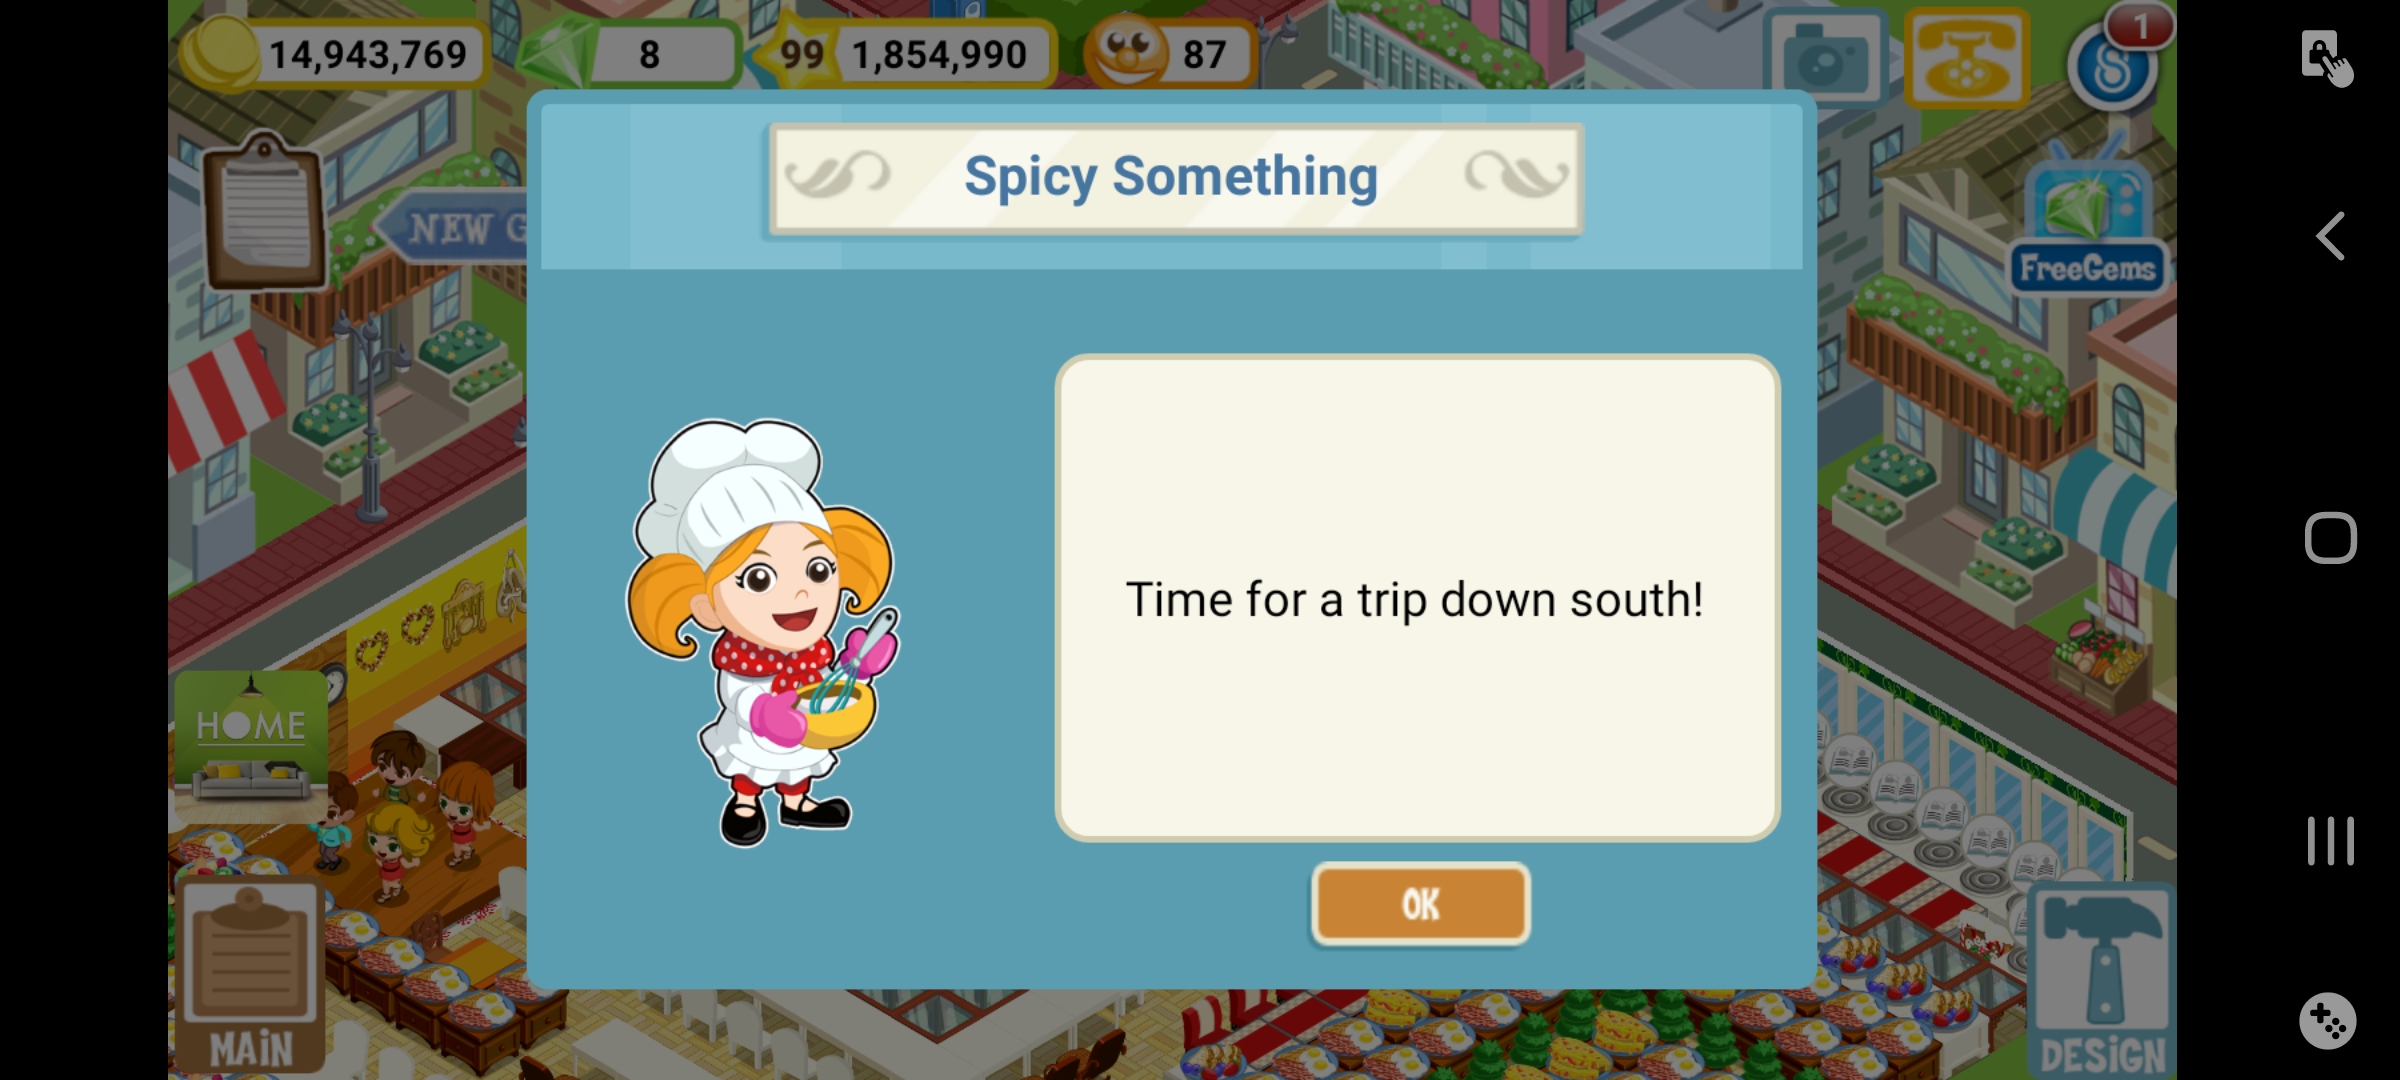 14,943,769
8
99
1,854,990
87
1
NEW G
Spicy Something
FreeGems
Time for a trip down south!
HOME
OK
MAiN
DESiGN